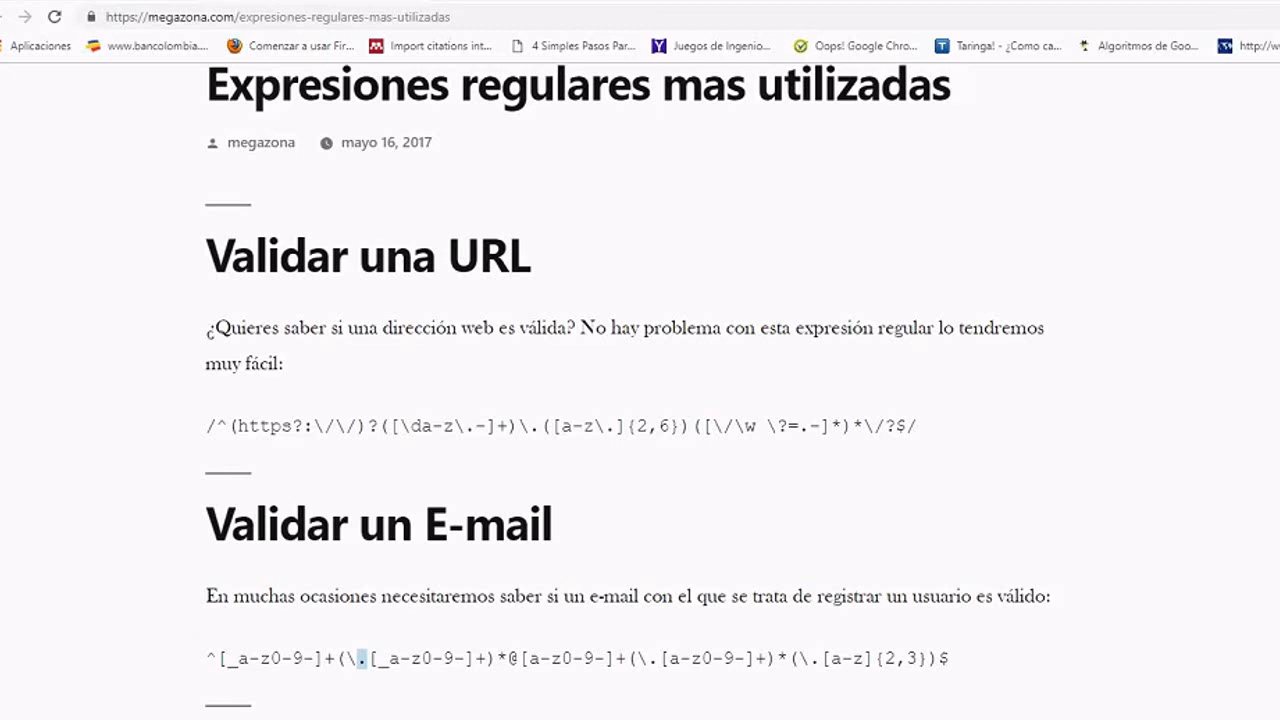 https://megazona.com/expresiones-regulares-mas-utilizadas
Aplicaciones www.bancolombia.... Comenzar a usar Fir... Import citations int... 4 Simples Pasos Par... Juegos de Ingenio... Oops! Google Chro... Taringa! - ¿Como ca... Algoritmos de Goo... http://w
Expresiones regulares mas utilizadas
megazona mayo 16, 2017
Validar una URL
¿Quieres saber si una dirección web es válida? No hay problema con esta expresión regular lo tendremos
muy fácil:
/^(https?:\/\/)?([\da-z\.-]+)\.([a-z\.]{2,6})([\/\w \?=.-]*)*\/?$/
Validar un E-mail
En muchas ocasiones necesitaremos saber si un e-mail con el que se trata de registrar un usuario es válido:
^[_a-z0-9-]+(\.[_a-z0-9-]+)*@[a-z0-9-]+(\.[a-z0-9-]+)*(\.[a-z]{2,3})$